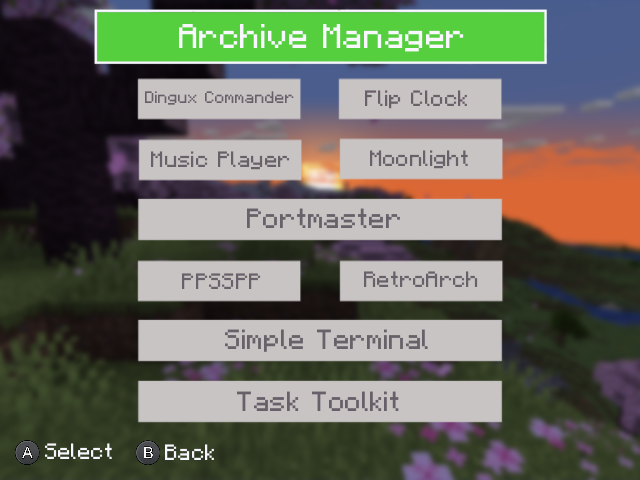 Archive Manager
Dingux Commander
Flip Clock
Music Player
Moonlight
Portmaster
PPSSPP
RetroArch
Simple Terminal
Task Toolkit
A Select B Back